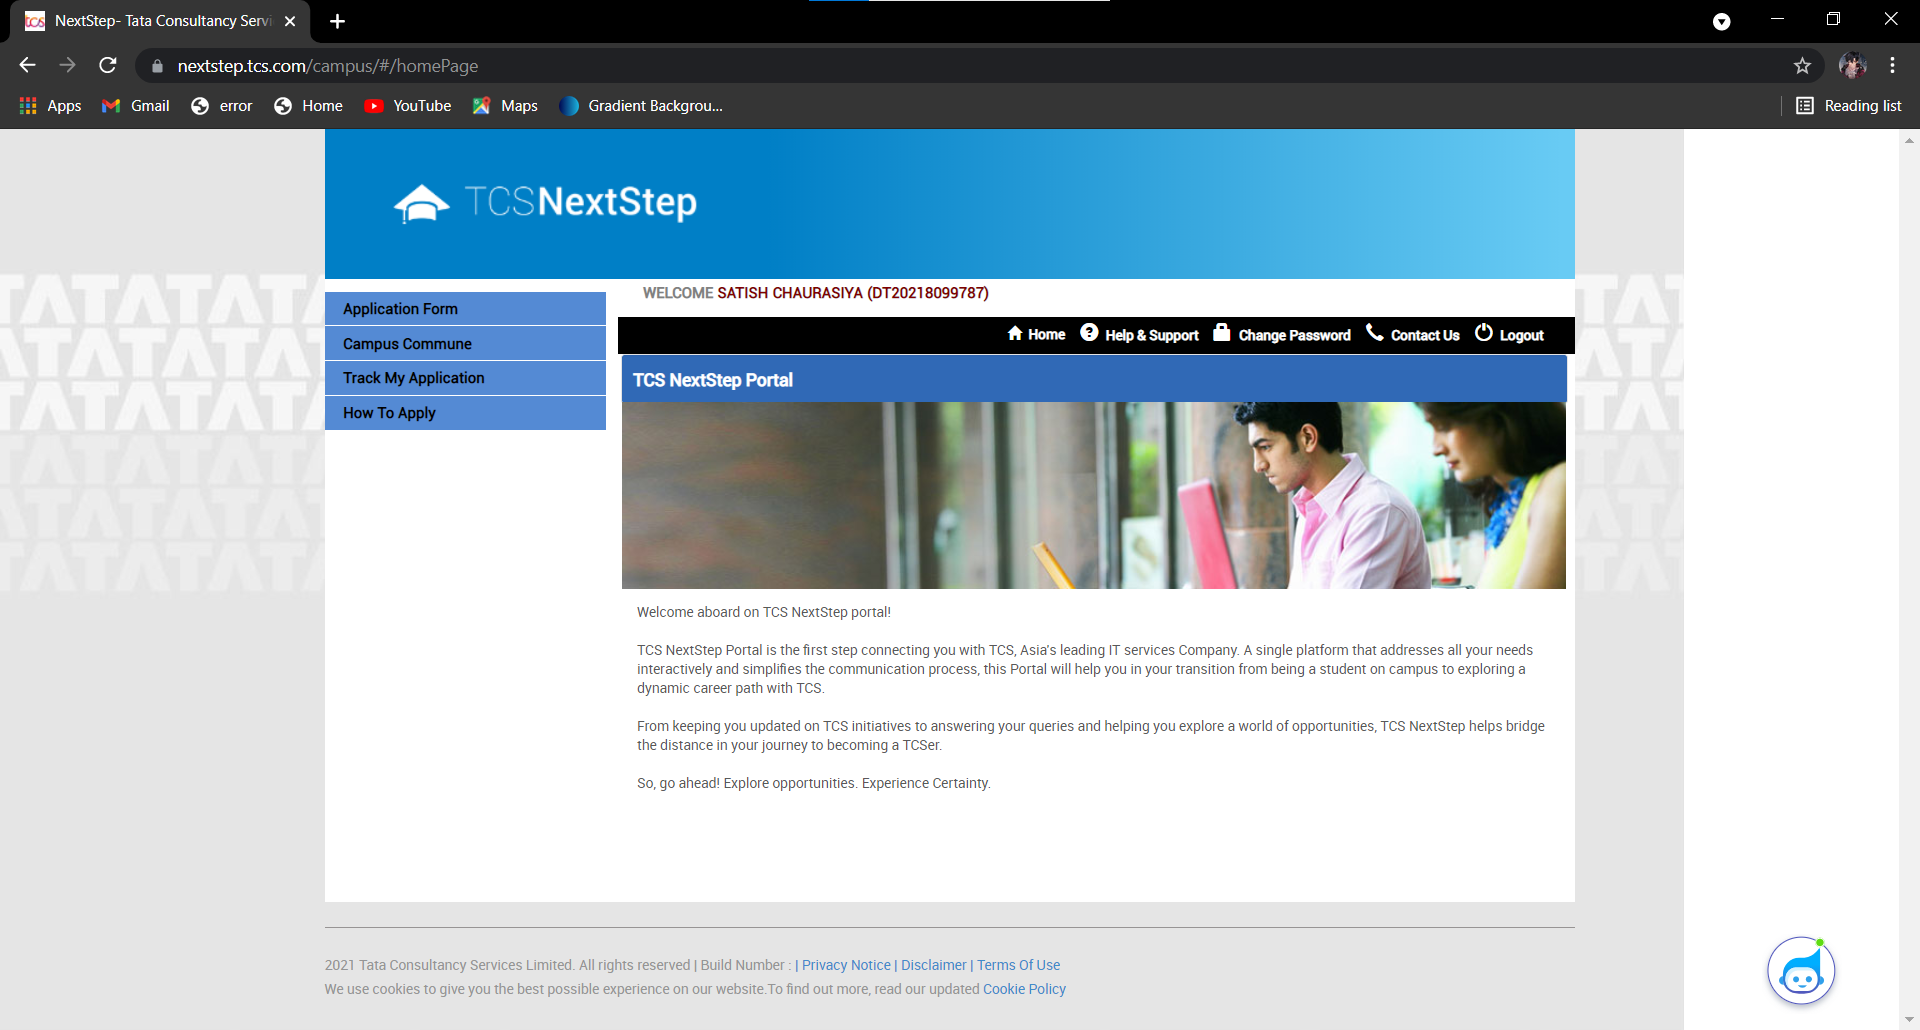 NextStep- Tata Consultancy Servi
nextstep.tcs.com/campus/#/homePage
Apps Gmail error Home YouTube Maps Gradient Backgrou... Reading list
TCSNextStep
WELCOME SATISH CHAURASIYA (DT20218099787)
Application Form
Campus Commune
Track My Application
How To Apply
Home Help & Support Change Password Contact Us Logout
TCS NextStep Portal
Welcome aboard on TCS NextStep portal!
TCS NextStep Portal is the first step connecting you with TCS, Asia's leading IT services Company. A single platform that addresses all your needs
interactively and simplifies the communication process, this Portal will help you in your transition from being a student on campus to exploring a
dynamic career path with TCS.
From keeping you updated on TCS initiatives to answering your queries and helping you explore a world of opportunities, TCS NextStep helps bridge
the distance in your journey to becoming a TCSer.
So, go ahead! Explore opportunities. Experience Certainty.
2021 Tata Consultancy Services Limited. All rights reserved | Build Number : | Privacy Notice | Disclaimer | Terms Of Use
We use cookies to give you the best possible experience on our website.To find out more, read our updated Cookie Policy